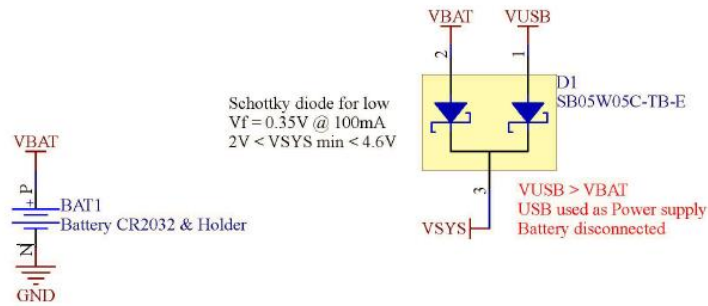 VBAT VUSB
2 1
D1
SB05W05C-TB-E
Schottky diode for low
Vf = 0.35V @ 100mA
2V < VSYS min < 4.6V
3
VSYS
VUSB > VBAT
USB used as Power supply
Battery disconnected
VBAT
P
+
BAT1
Battery CR2032 & Holder
N
GND